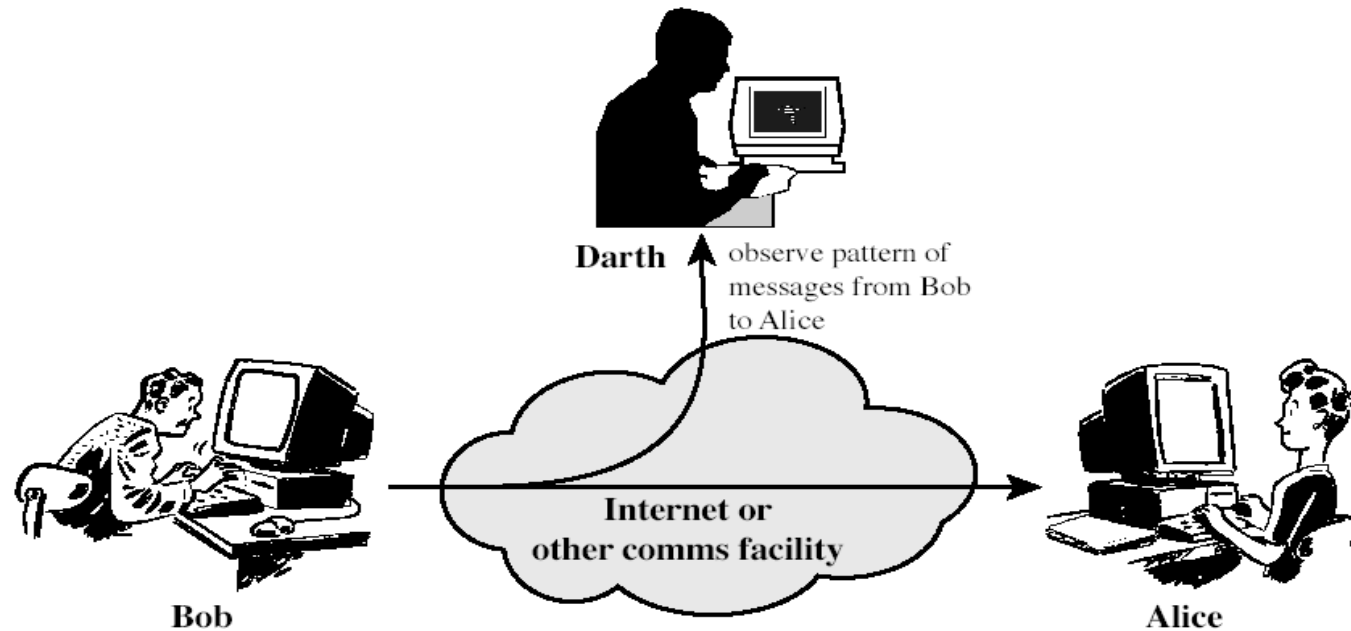 Darth
observe pattern of
messages from Bob
to Alice
Internet or
other comms facility
Bob
Alice